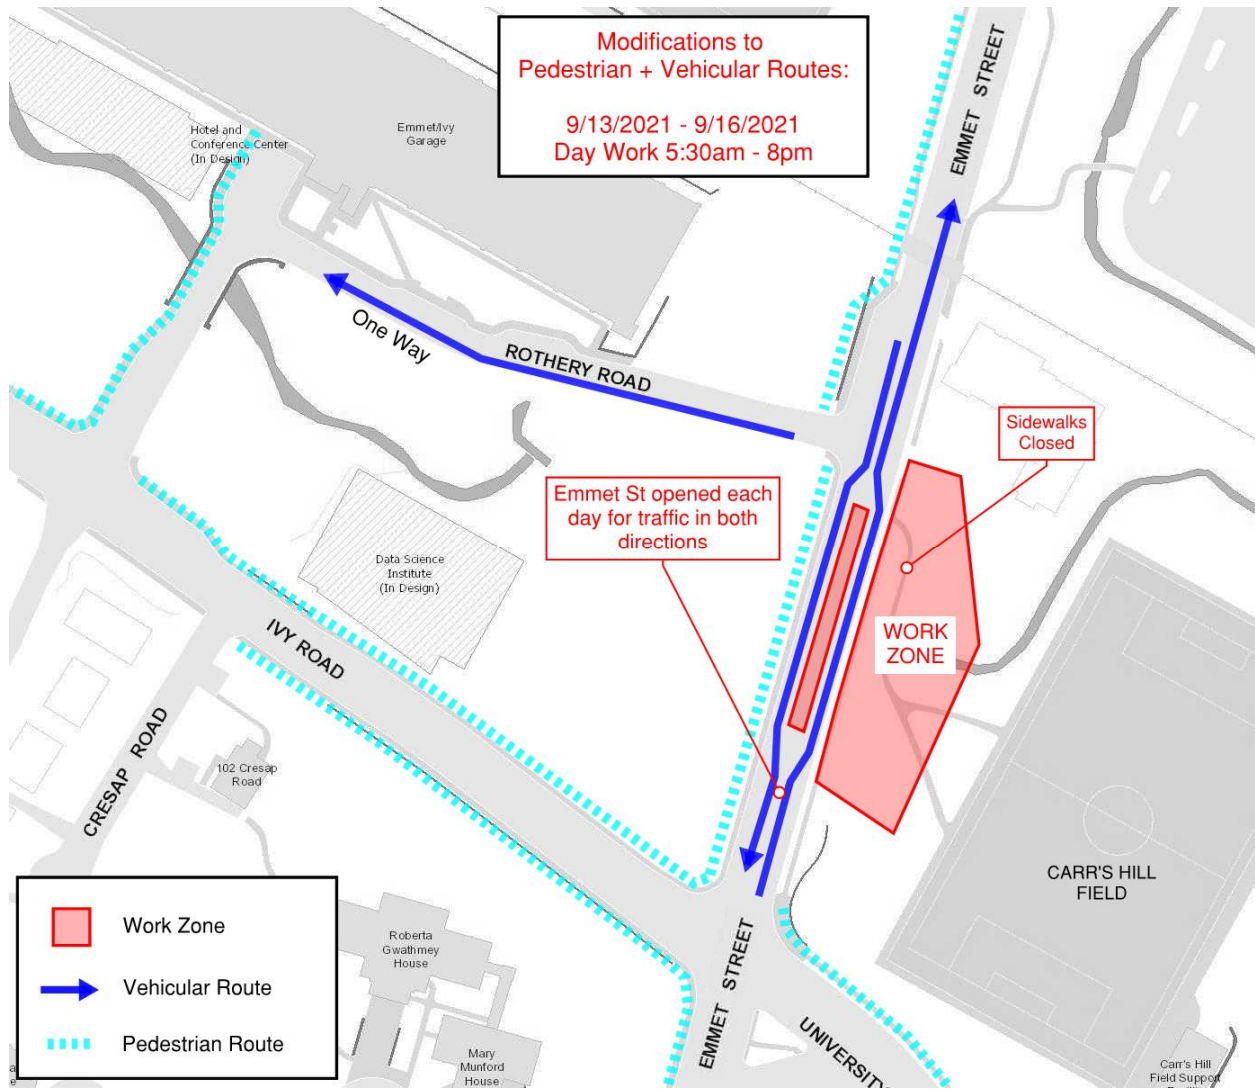 Modifications to
Pedestrian + Vehicular Routes:
9/13/2021 - 9/16/2021
Day Work 5:30am - 8pm
EMMET STREET
Hotel and
Conference Center
(In Design)
Emmet/Ivy
Garage
One Way
ROTHERY ROAD
Sidewalks
Closed
Emmet St opened each
day for traffic in both
directions
Data Science
Institute
(In Design)
WORK
ZONE
IVY ROAD
CRESAP ROAD
102 Cresap
Road
CARR'S HILL
FIELD
Work Zone
Vehicular Route
Pedestrian Route
Roberta
Gwathmey
House
EMMET STREET
UNIVERSITY
Mary
Munford
House
Carr's Hill
Field Support